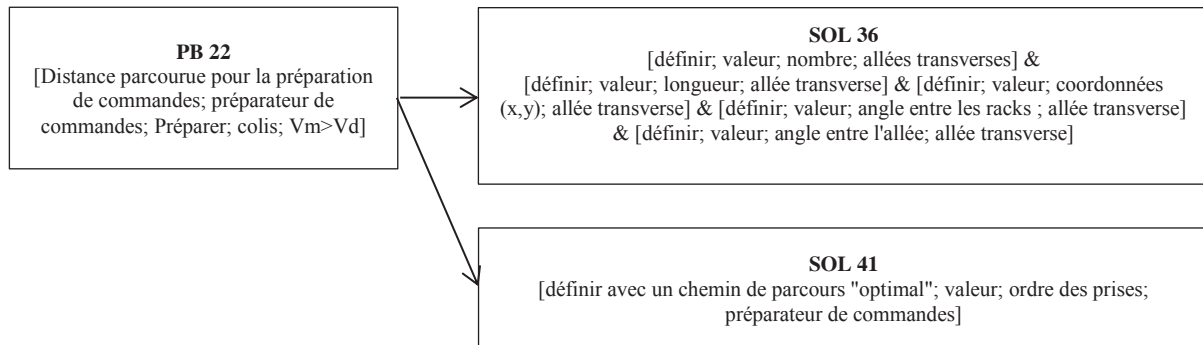 PB 22
[Distance parcourue pour la préparation
de commandes; préparateur de
commandes; Préparer; colis; Vm>Vd]
SOL 36
[définir; valeur; nombre; allées transverses] &
[définir; valeur; longueur; allée transverse] & [définir; valeur; coordonnées
(x,y); allée transverse] & [définir; valeur; angle entre les racks ; allée transverse]
& [définir; valeur; angle entre l'allée; allée transverse]
SOL 41
[définir avec un chemin de parcours "optimal"; valeur; ordre des prises;
préparateur de commandes]